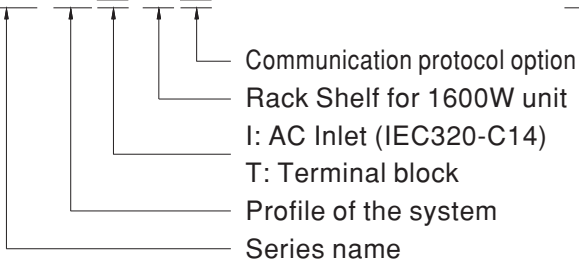 Communication protocol option
Rack Shelf for 1600W unit
I: AC Inlet (IEC320-C14)
T: Terminal block
Profile of the system
Series name